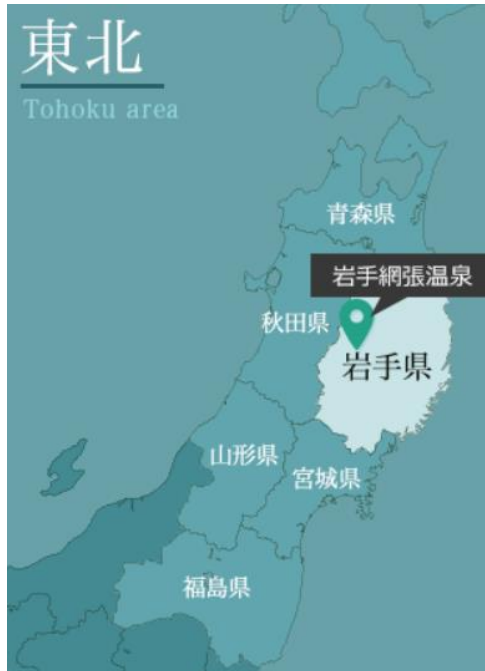 東北
Tohoku area
青森県
岩手網張温泉
秋田県
岩手県
山形県
宮城県
福島県